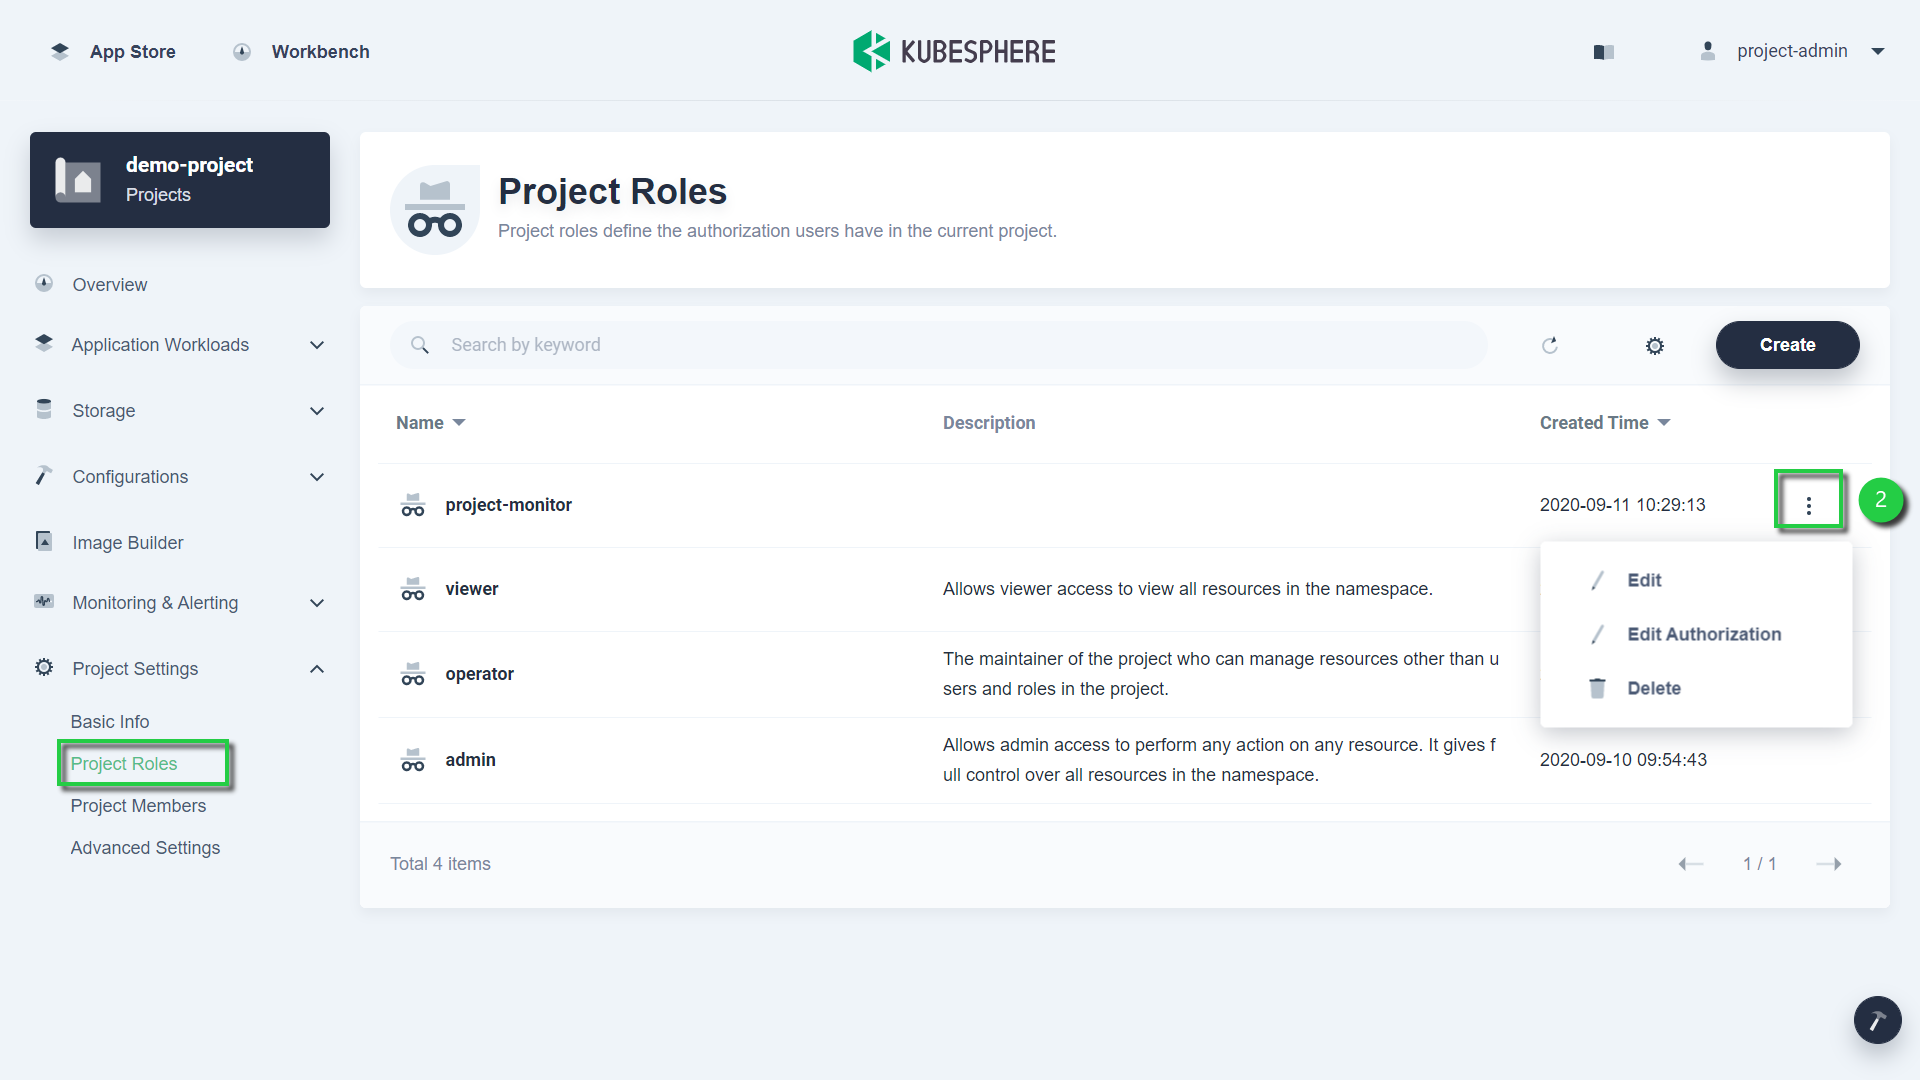 App Store
Workbench
KUBESPHERE
project-admin
demo-project
Projects
Overview
Application Workloads
Storage
Configurations
Image Builder
Monitoring & Alerting
Project Settings
Basic Info
Project Roles
Project Members
Advanced Settings
Project Roles
Project roles define the authorization users have in the current project.
Search by keyword
Create
Name
Description
Created Time
project-monitor
2020-09-11 10:29:13
2
viewer
Allows viewer access to view all resources in the namespace.
operator
The maintainer of the project who can manage resources other than u
sers and roles in the project.
admin
Allows admin access to perform any action on any resource. It gives f
ull control over all resources in the namespace.
2020-09-10 09:54:43
Edit
Edit Authorization
Delete
Total 4 items
1 / 1